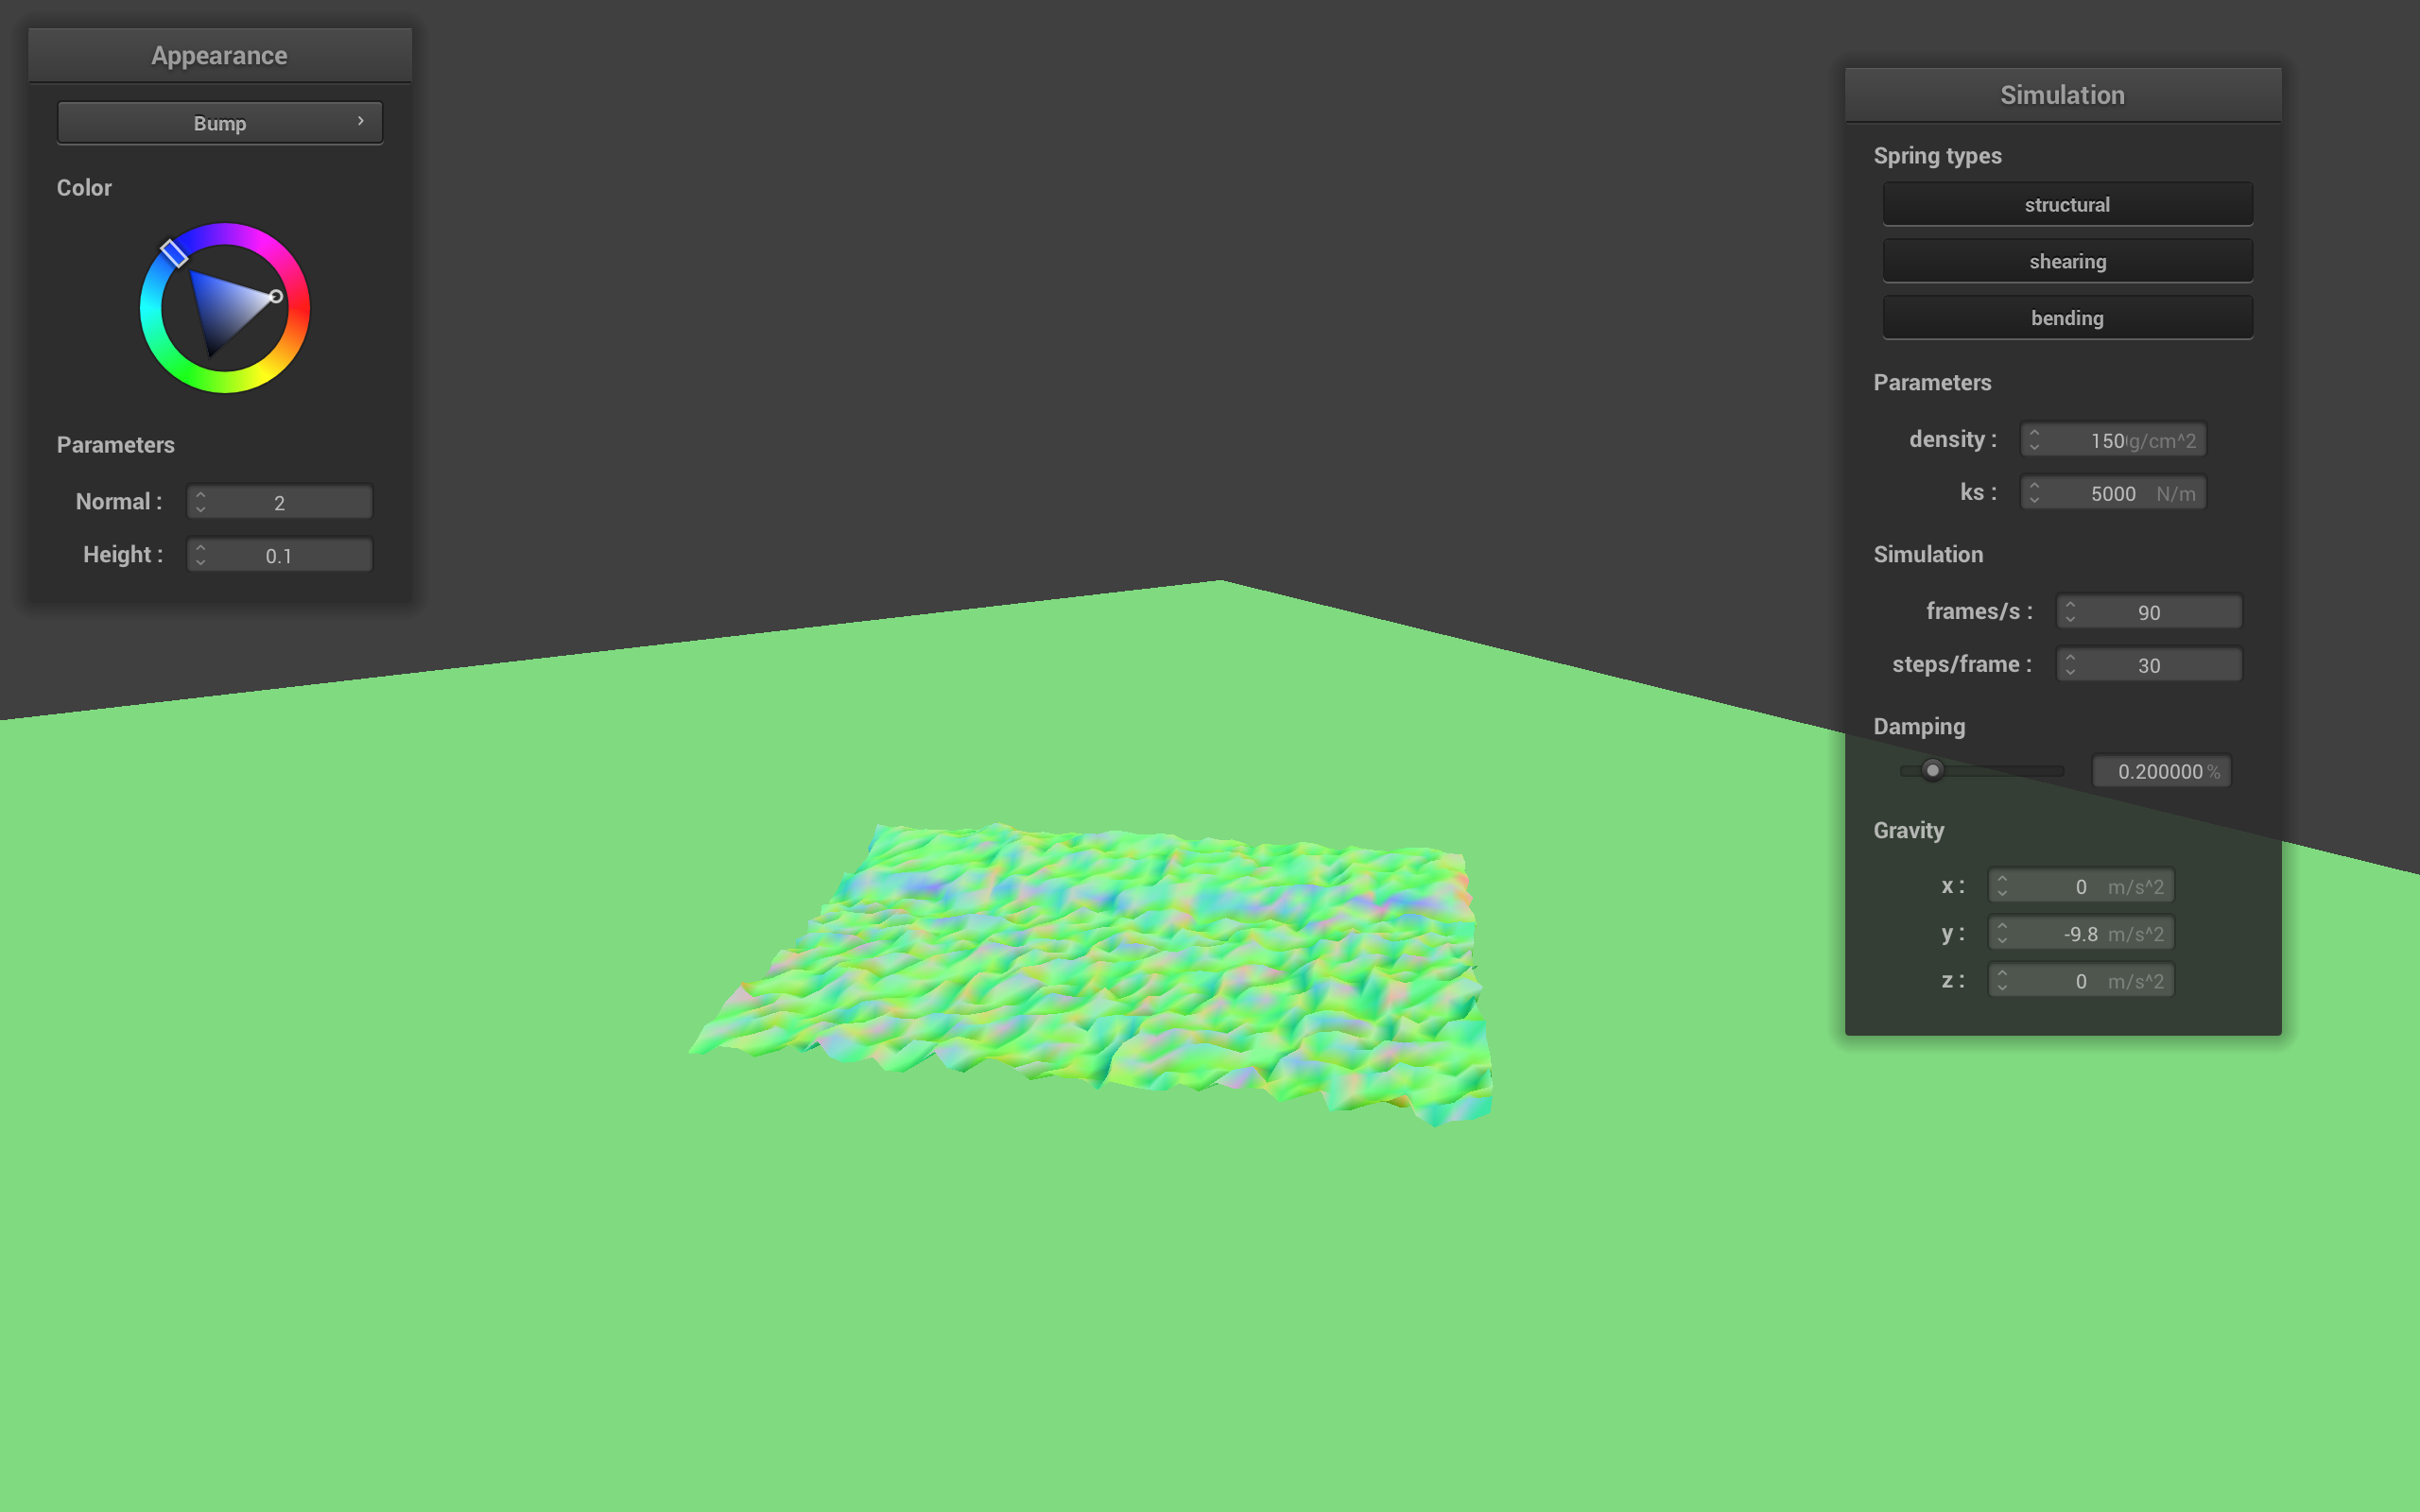 Appearance
Bump
Color
Parameters
Normal : 2
Height : 0.1
Simulation
Spring types
structural
shearing
bending
Parameters
density : 150 g/cm^2
ks : 5000 N/m
Simulation
frames/s : 90
steps/frame : 30
Damping
0.200000 %
Gravity
x : 0 m/s^2
y : -9.8 m/s^2
z : 0 m/s^2